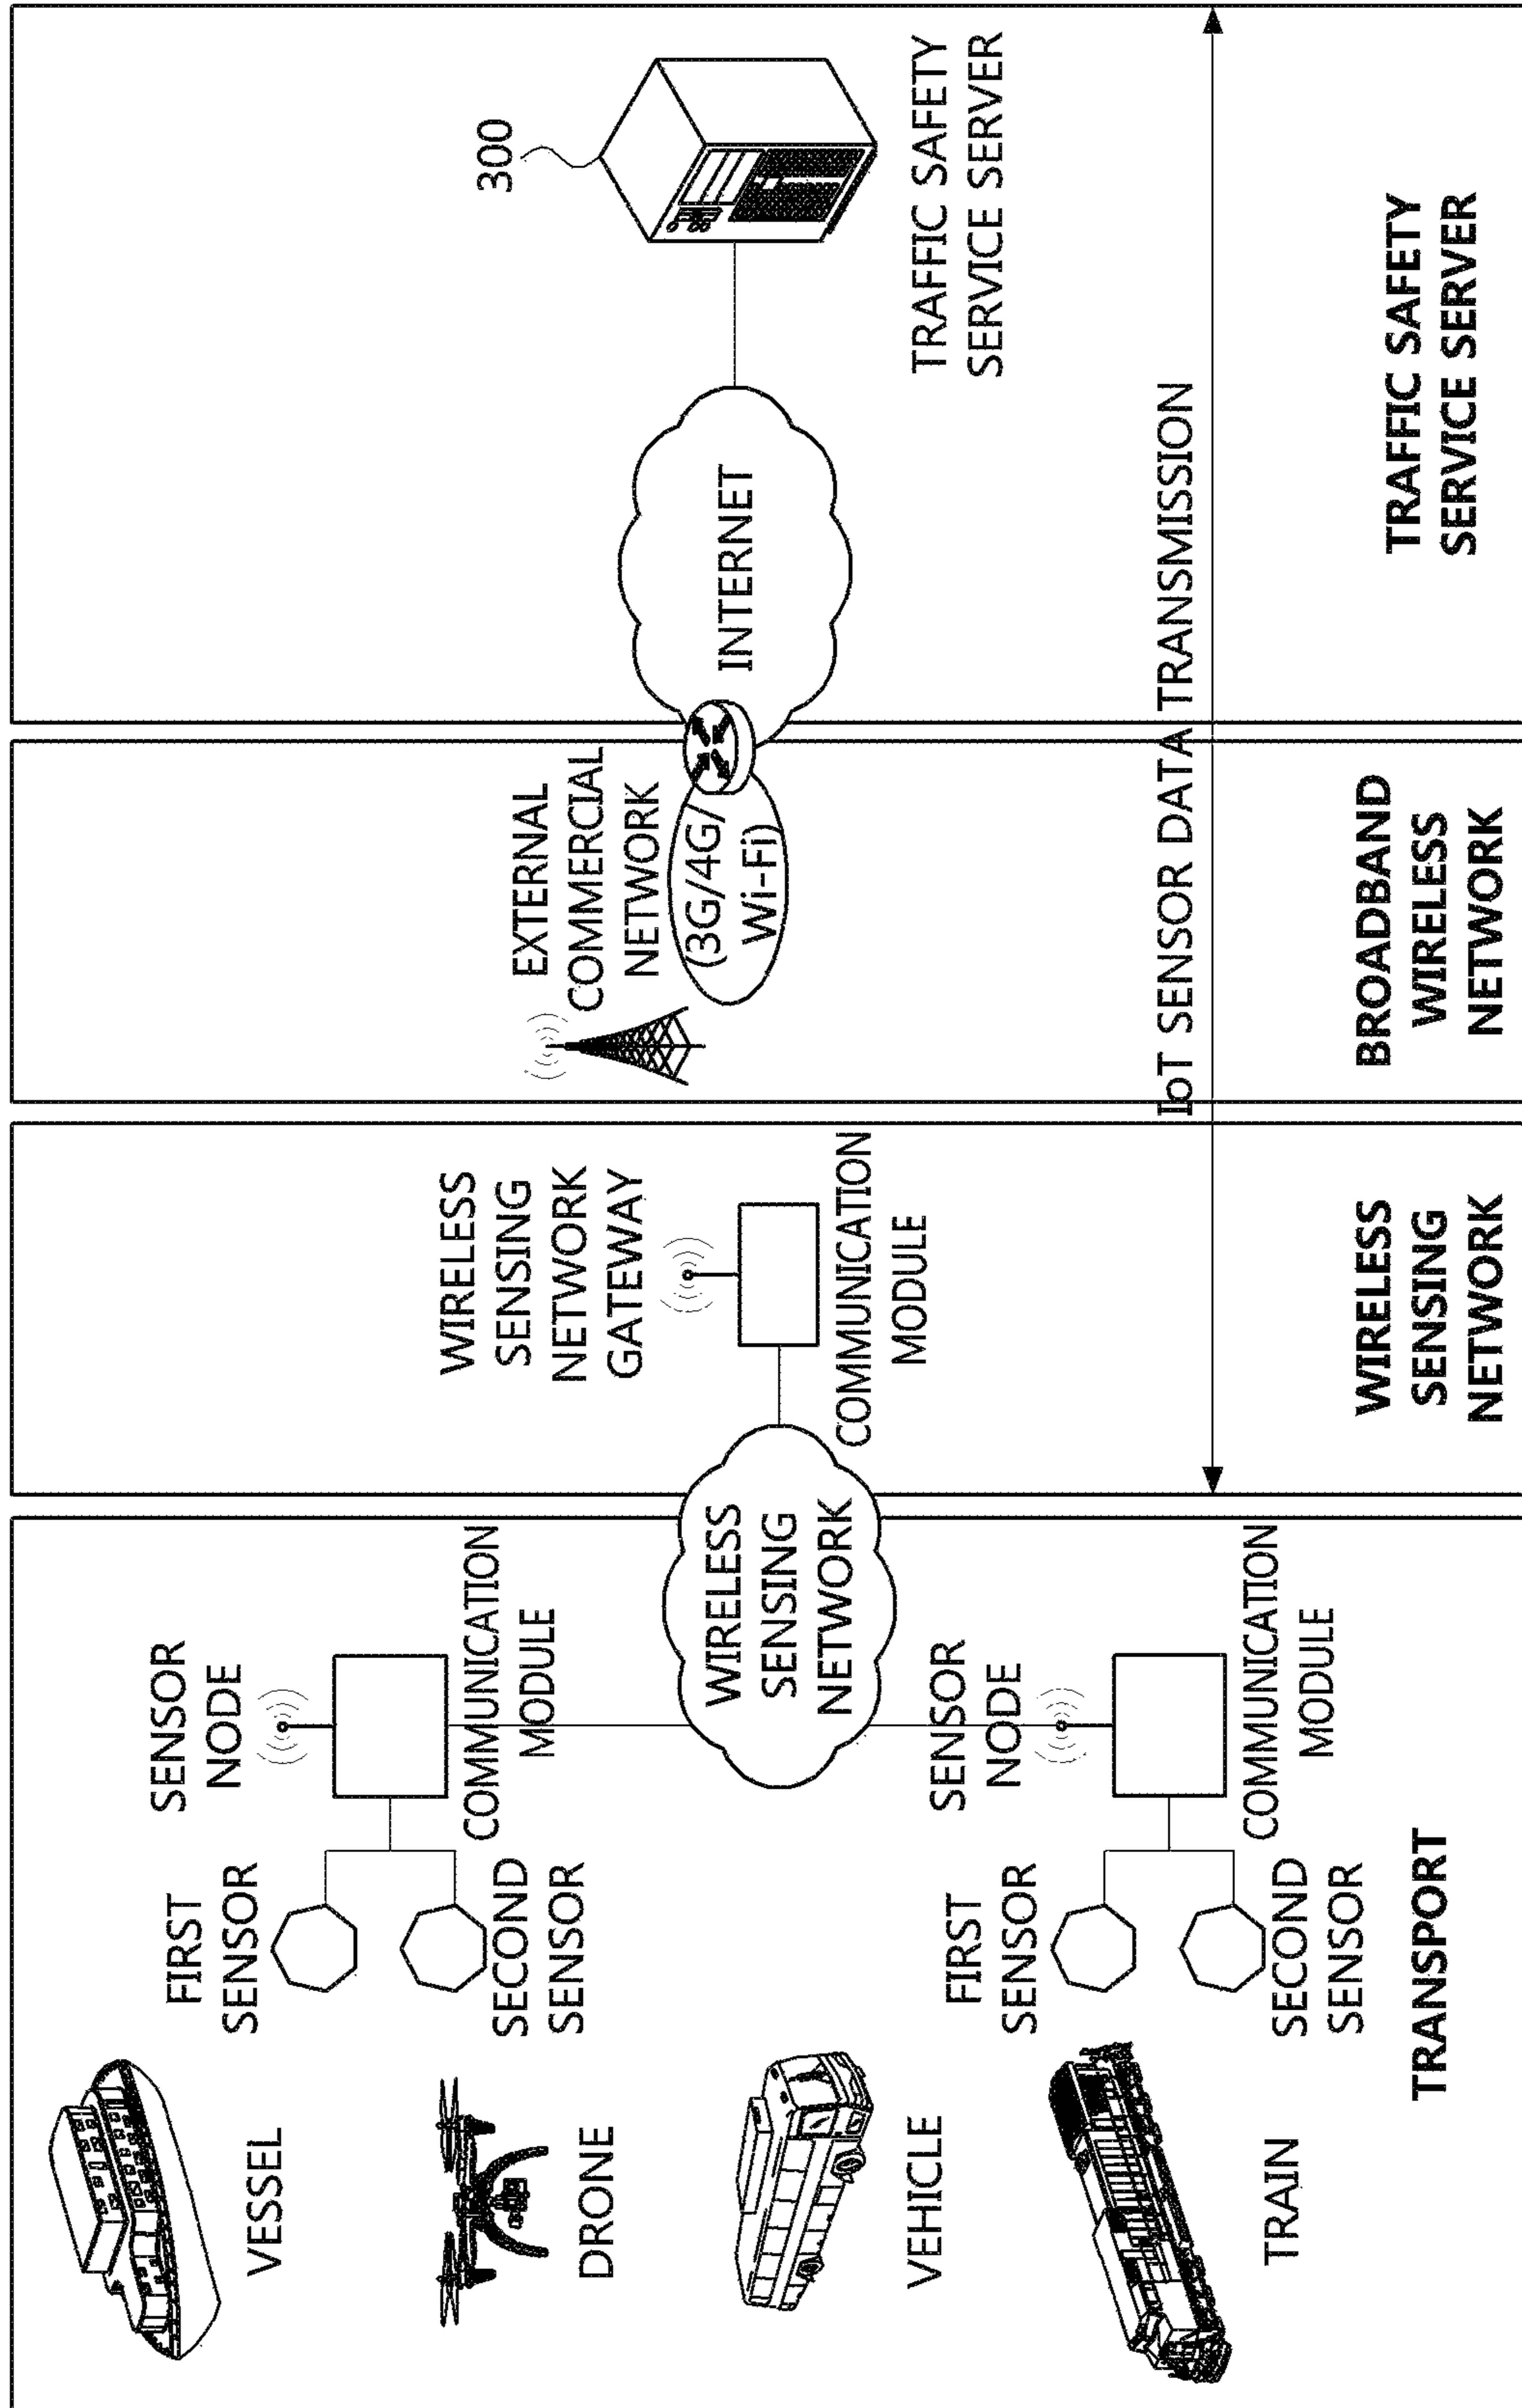 VESSEL
DRONE
VEHICLE
TRAIN
FIRST
SENSOR
SECOND
SENSOR
SENSOR
NODE
COMMUNICATION
MODULE
FIRST
SENSOR
SECOND
SENSOR
SENSOR
NODE
COMMUNICATION
MODULE
TRANSPORT
WIRELESS
SENSING
NETWORK
WIRELESS
SENSING
NETWORK
GATEWAY
COMMUNICATION
MODULE
WIRELESS
SENSING
NETWORK
EXTERNAL
COMMERCIAL
NETWORK
(3G/4G/
Wi-Fi)
BROADBAND
WIRELESS
NETWORK
INTERNET
300
TRAFFIC SAFETY
SERVICE SERVER
IoT SENSOR DATA TRANSMISSION
TRAFFIC SAFETY
SERVICE SERVER